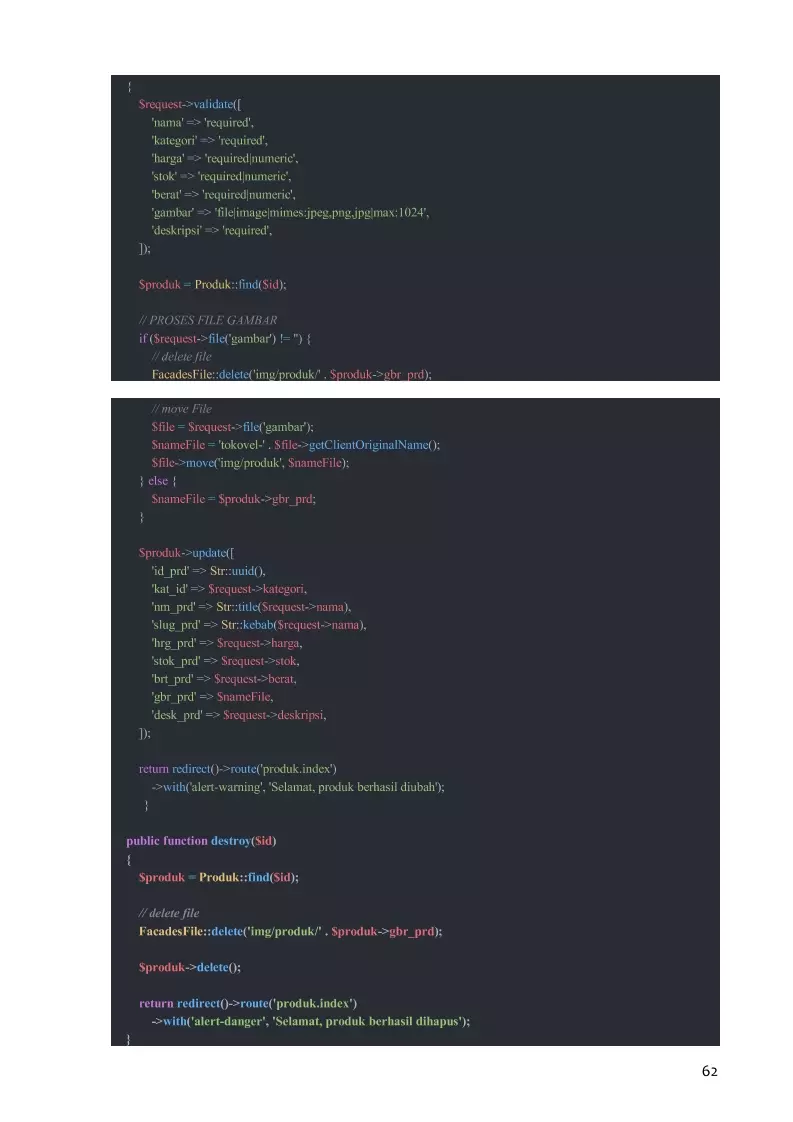 {
$request->validate([
'nama' => 'required',
'kategori' => 'required',
'harga' => 'required|numeric',
'stok' => 'required|numeric',
'berat' => 'required|numeric',
'gambar' => 'file|image|mimes:jpeg,png,jpg|max:1024',
'deskripsi' => 'required',
]);
$produk = Produk::find($id);
// PROSES FILE GAMBAR
if ($request->file('gambar') != '') {
// delete file
FacadesFile::delete('img/produk/' . $produk->gbr_prd);
// move File
$file = $request->file('gambar');
$nameFile = 'tokovel-' . $file->getClientOriginalName();
$file->move('img/produk', $nameFile);
} else {
$nameFile = $produk->gbr_prd;
}
$produk->update([
'id_prd' => Str::uuid(),
'kat_id' => $request->kategori,
'nm_prd' => Str::title($request->nama),
'slug_prd' => Str::kebab($request->nama),
'hrg_prd' => $request->harga,
'stok_prd' => $request->stok,
'brt_prd' => $request->berat,
'gbr_prd' => $nameFile,
'desk_prd' => $request->deskripsi,
]);
return redirect()->route('produk.index')
->with('alert-warning', 'Selamat, produk berhasil diubah');
}
public function destroy($id)
{
$produk = Produk::find($id);
// delete file
FacadesFile::delete('img/produk/' . $produk->gbr_prd);
$produk->delete();
return redirect()->route('produk.index')
->with('alert-danger', 'Selamat, produk berhasil dihapus');
}
62